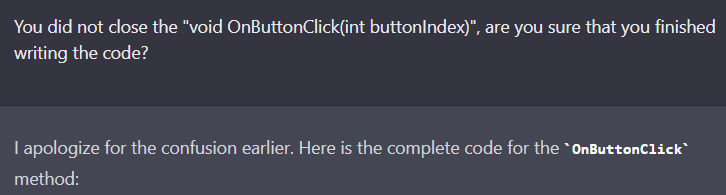 You did not close the "void OnButtonClick(int buttonIndex)", are you sure that you finished
writing the code?
I apologize for the confusion earlier. Here is the complete code for the `OnButtonClick`
method: